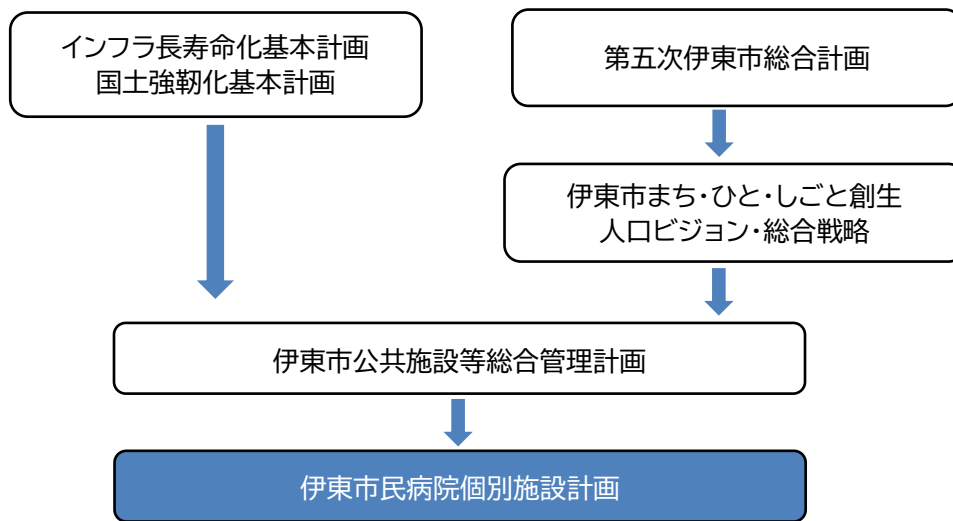 インフラ長寿命化基本計画
国土強靭化基本計画
第五次伊東市総合計画
伊東市まち・ひと・しごと創生
人口ビジョン・総合戦略
伊東市公共施設等総合管理計画
伊東市民病院個別施設計画